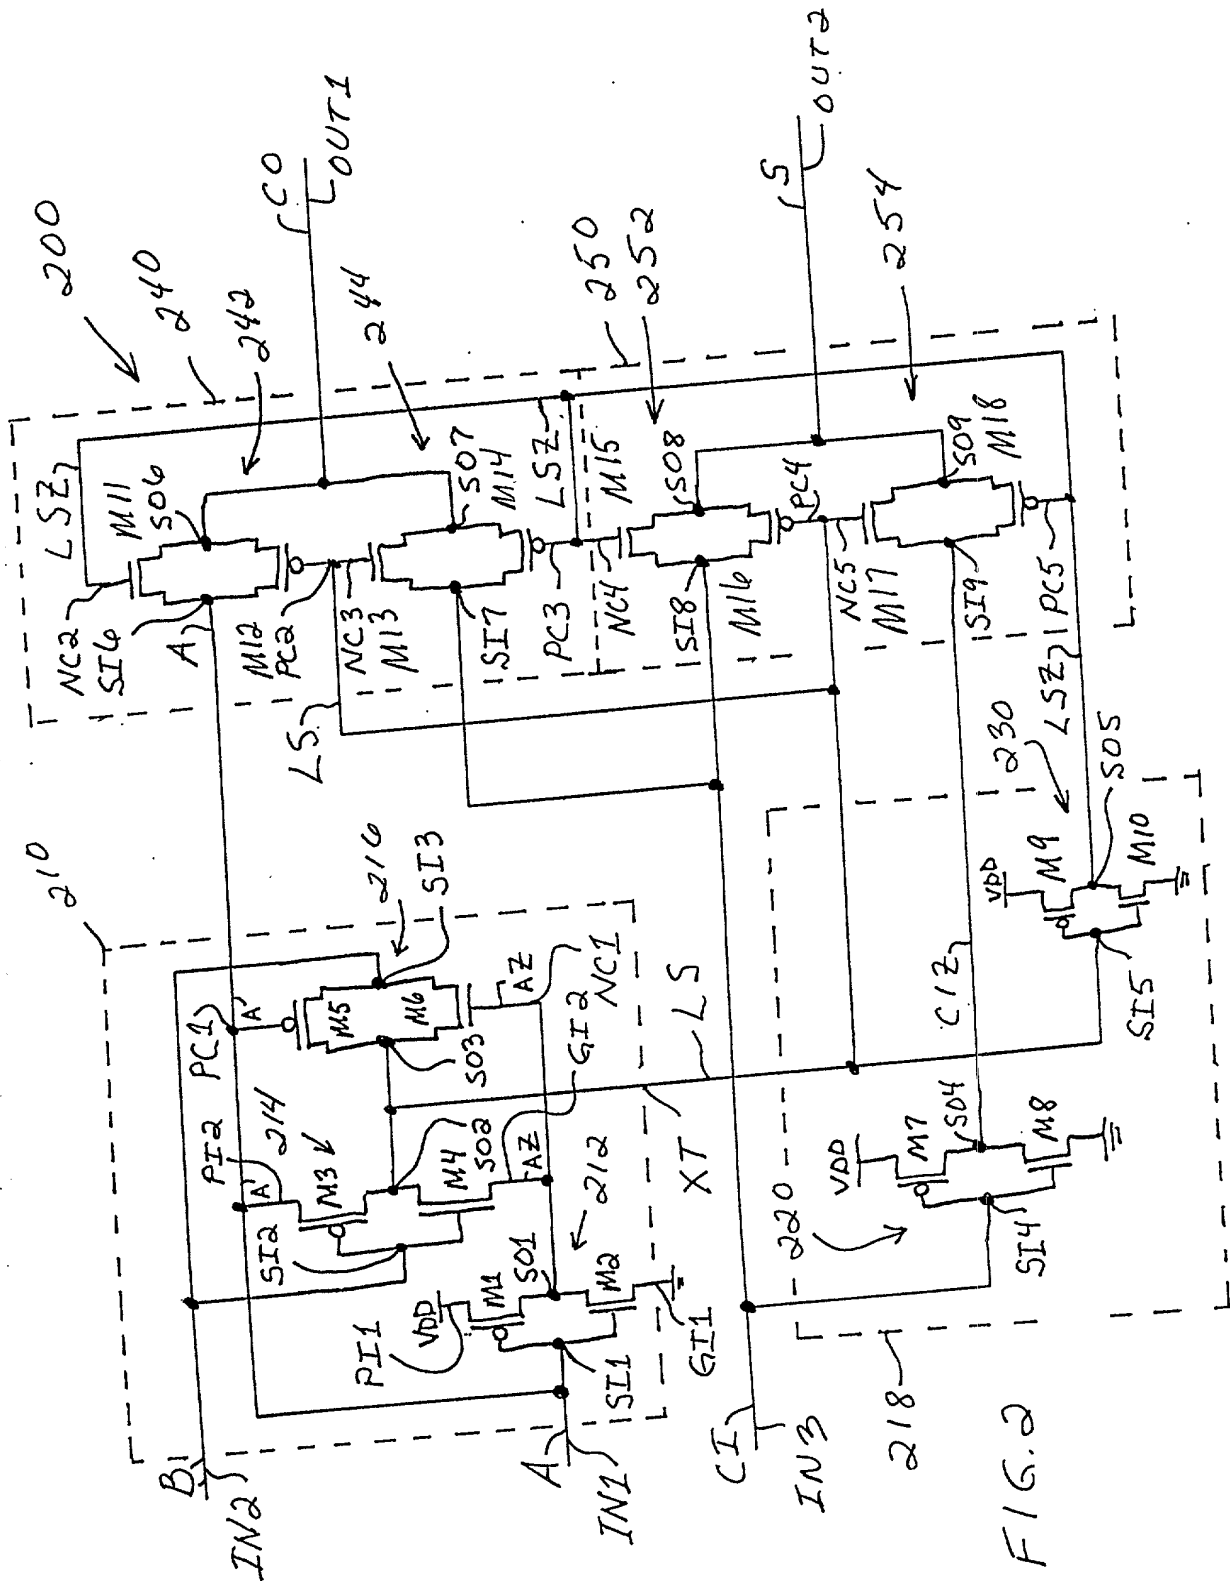 200
240
242
CO
OUT1
244
250
252
S
OUT2
254
LSZ
M11
SO6
NC2
SI6
A
M12
PC2
NC3
M13
LS
SO7
M14
SI7
PC3
LSZ
M15
NC4
SO8
SI8
M16
PC4
NC5
M17
SO9
M18
SI9
PC5
LSZ
210
B
IN2
PI2
A'
214
M3
SI2
M4
SO2
AZ
GI2
PC1
A'
M5
M6
216
SI3
SO3
AZ
NC1
PI1
VDD
M1
SO1
212
M2
SI1
GI1
A
IN1
XT
LS
CI
IN3
218
220
VDD
M7
SO4
M8
SI4
CIZ
230
VDD
M9
SO5
M10
SI5
FIG.2